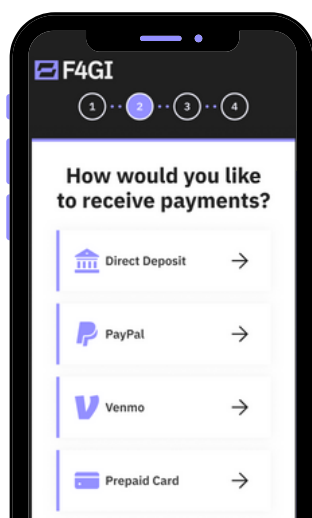 F4GI
1 2 3 4
How would you like
to receive payments?
Direct Deposit
PayPal
Venmo
Prepaid Card